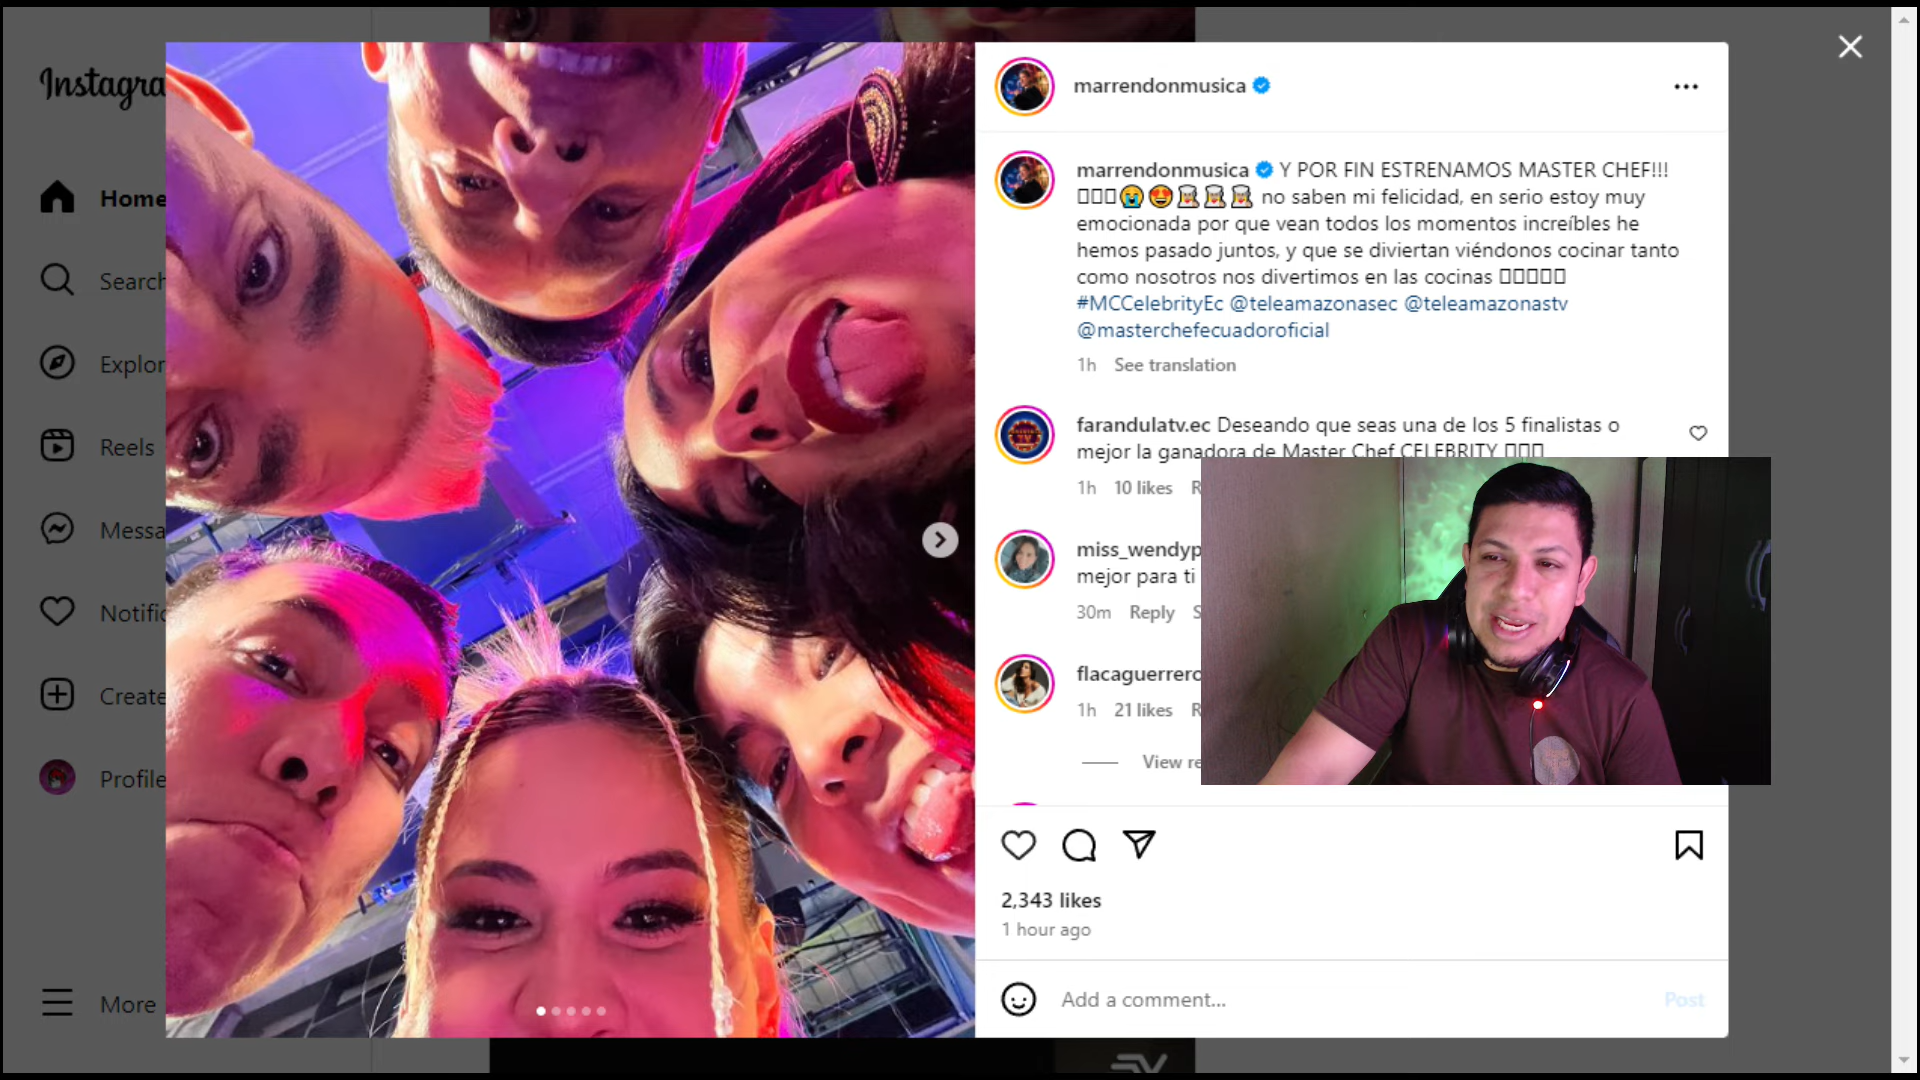 Instagra
Home
Search
Explor
Reels
Messa
Notific
Create
Profile
More
marrendonmusica
marrendonmusica Y POR FIN ESTRENAMOS MASTER CHEF!!!
😭😍 no saben mi felicidad, en serio estoy muy
emocionada por que vean todos los momentos increíbles he
hemos pasado juntos, y que se diviertan viéndonos cocinar tanto
como nosotros nos divertimos en las cocinas
#MCCelebrityEc @teleamazonasec @teleamazonastv
@masterchefecuadoroficial
1h See translation
farandulatv.ec Deseando que seas una de los 5 finalistas o
mejor la ganadora de Master Chef CELEBRITY
1h 10 likes R
miss_wendyp
mejor para ti
30m Reply S
flacaguerrero
1h 21 likes R
View re
2,343 likes
1 hour ago
Add a comment...
Post